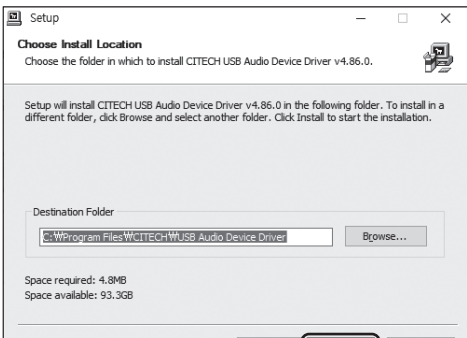 Setup
Choose Install Location
Choose the folder in which to install CITECH USB Audio Device Driver v4.86.0.
Setup will install CITECH USB Audio Device Driver v4.86.0 in the following folder. To install in a
different folder, click Browse and select another folder. Click Install to start the installation.
Destination Folder
C:₩Program Files₩CITECH₩USB Audio Device Driver
Browse...
Space required: 4.8MB
Space available: 93.3GB